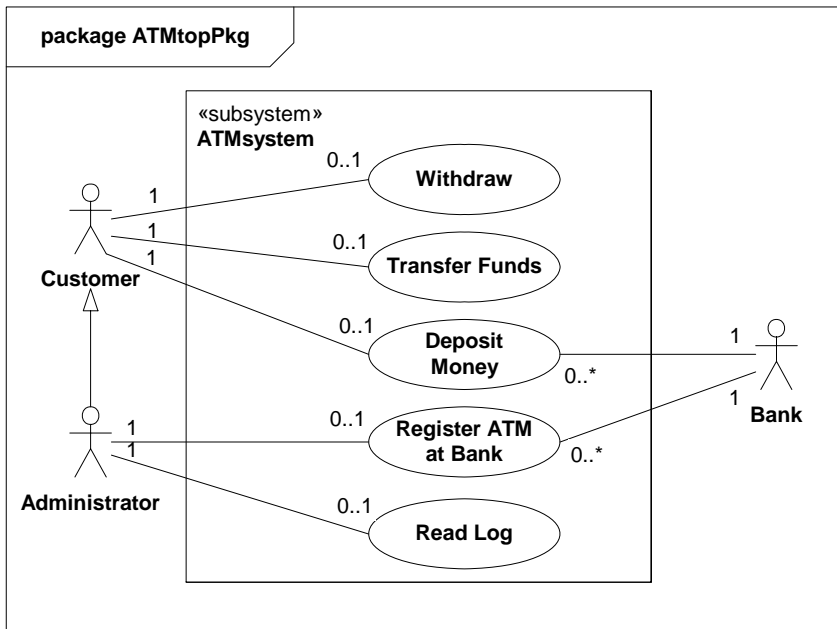 package ATMtopPkg
«subsystem»
ATMsystem
1
0..1
Withdraw
1
0..1
Transfer Funds
Customer
1
0..1
Deposit
Money
1
0..*
Bank
1
0..1
Register ATM
at Bank
1
0..*
Administrator
1
0..1
Read Log